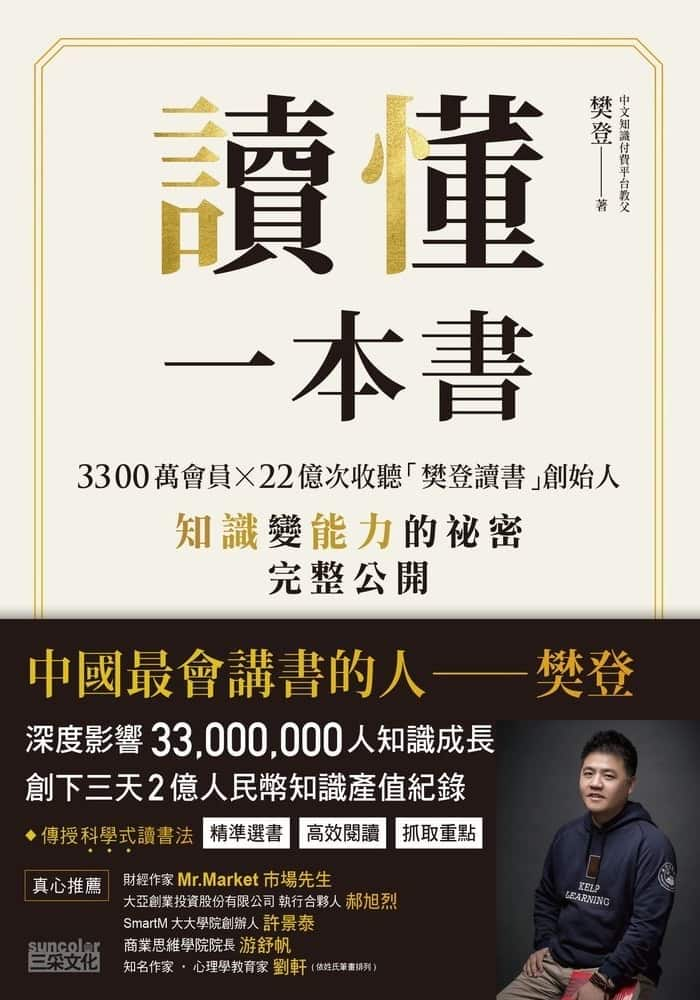 讀懂
一本書
中文知識付費平台教父
樊登——著
3300萬會員×22億次收聽「樊登讀書」創始人
知識變能力的祕密
完整公開
中國最會講書的人——樊登
深度影響33,000,000人知識成長
創下三天2億人民幣知識產值紀錄
◆傳授科學式讀書法 精準選書 高效閱讀 抓取重點
真心推薦
財經作家 Mr.Market 市場先生
大亞創業投資股份有限公司 執行合夥人 郝旭烈
SmartM 大大學院創辦人 許景泰
商業思維學院院長 游舒帆
知名作家・心理學教育家 劉軒(依姓氏筆畫排列)
suncolor
三采文化
KEEP
LEARNING